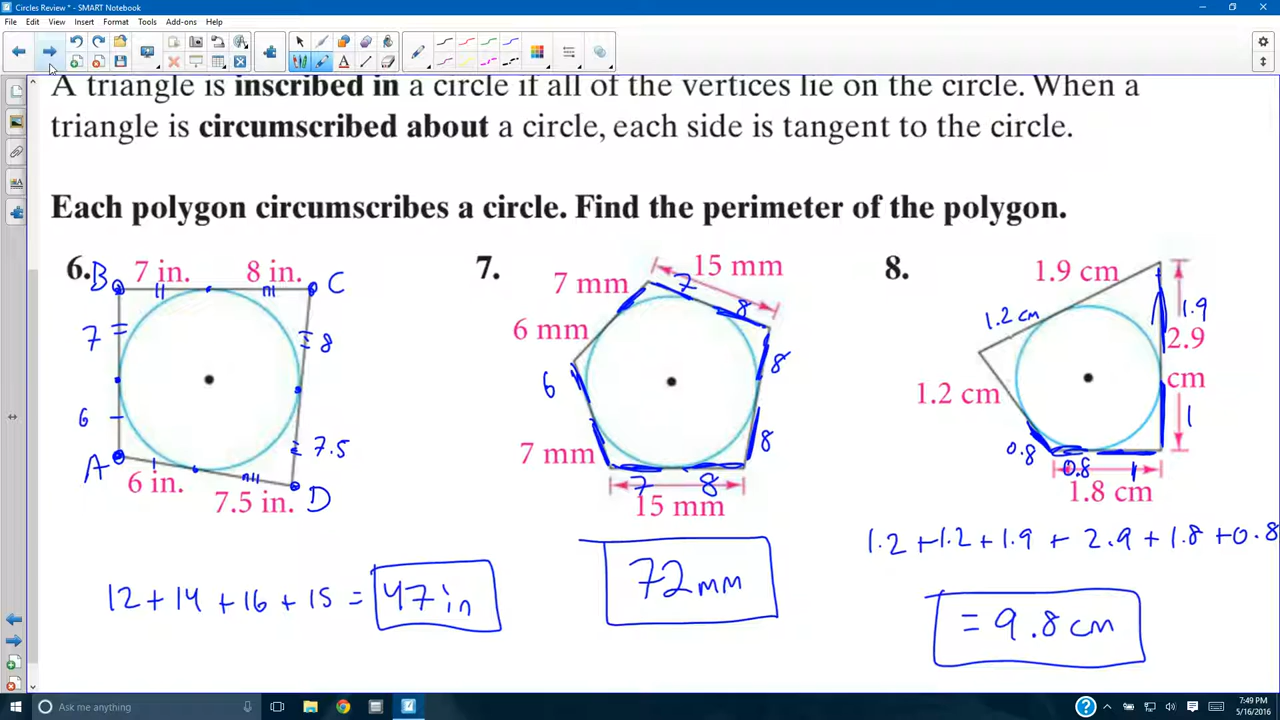 Circles Review * - SMART Notebook
File Edit View Insert Format Tools Add-ons Help
A triangle is inscribed in a circle if all of the vertices lie on the circle. When a
triangle is circumscribed about a circle, each side is tangent to the circle.
Each polygon circumscribes a circle. Find the perimeter of the polygon.
6.
B 7 in. 8 in. C
7
8
6
7.5
A
6 in.
7.5 in. D
12 + 14 + 16 + 15 = 47 in
7.
15 mm
7 mm 7
8
6 mm
8
6
8
7 mm
7 8
15 mm
72 mm
8.
1.9 cm
1.2 cm
1.9
2.9
cm
1.2 cm
1
0.8
0.8 1
1.8 cm
1.2 + 1.2 + 1.9 + 2.9 + 1.8 + 0.8
= 9.8 cm
Ask me anything
7:49 PM
5/16/2016